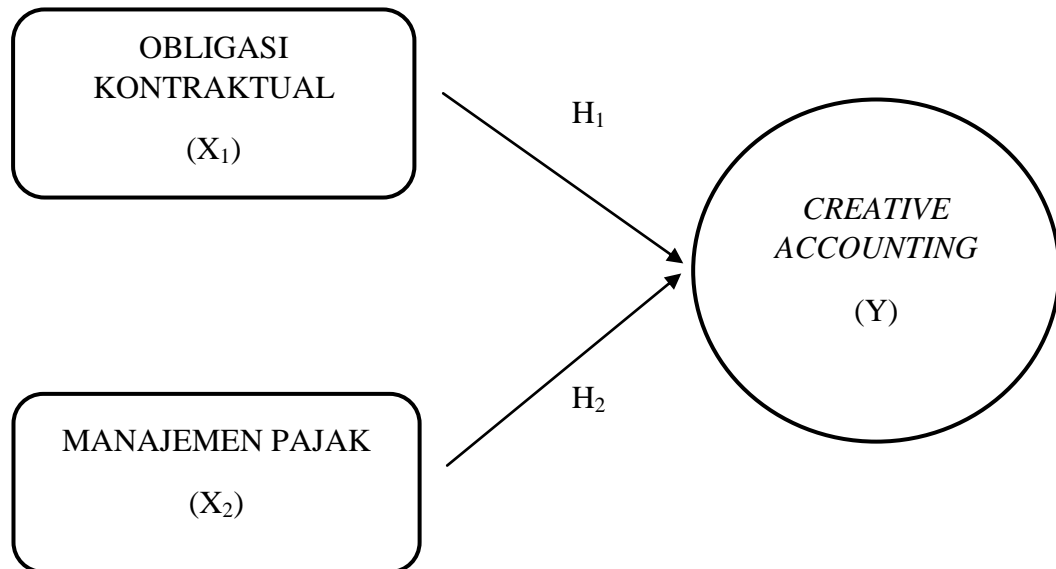 OBLIGASI
KONTRAKTUAL
(X₁)
H₁
CREATIVE
ACCOUNTING
(Y)
H₂
MANAJEMEN PAJAK
(X₂)